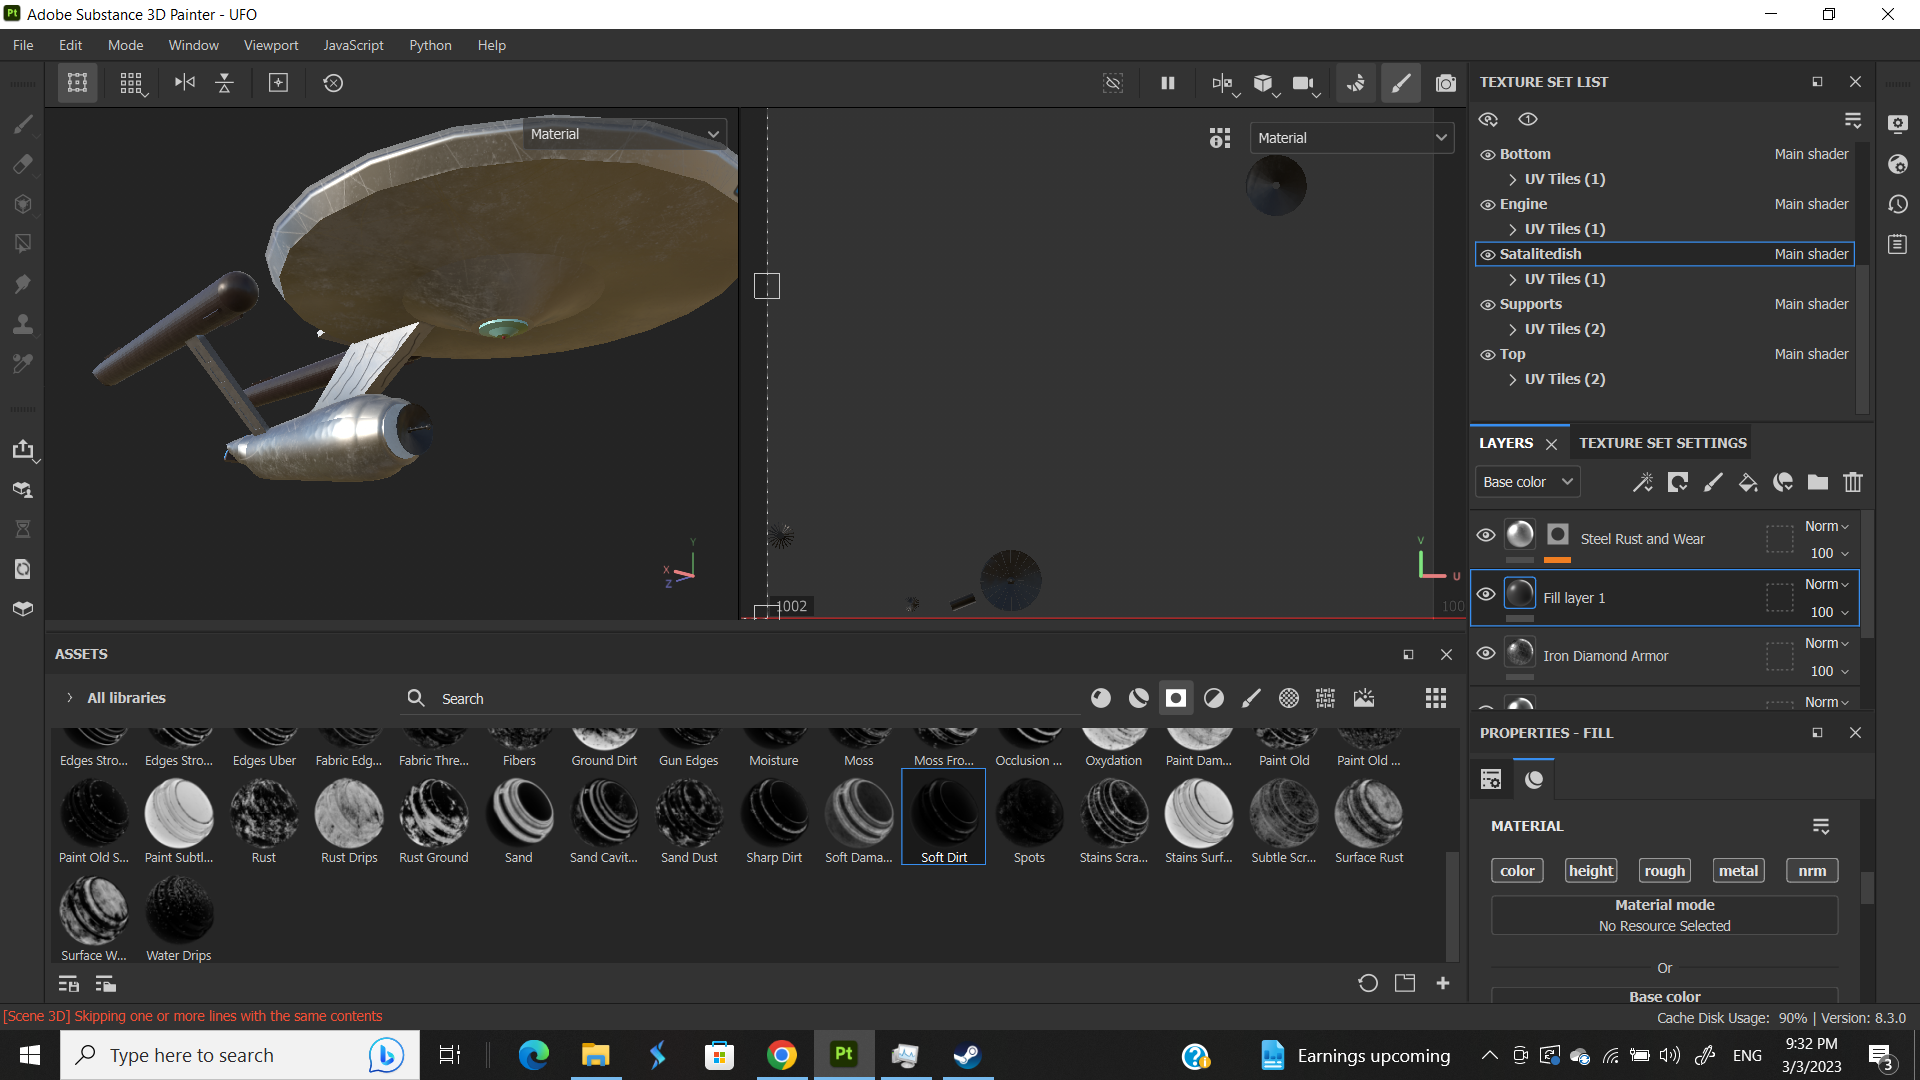 Pt Adobe Substance 3D Painter - UFO
File Edit Mode Window Viewport JavaScript Python Help
Material
Material
X Y Z
V U
1002
100
TEXTURE SET LIST
1
Bottom Main shader
UV Tiles (1)
Engine Main shader
UV Tiles (1)
Satalitedish Main shader
UV Tiles (1)
Supports Main shader
UV Tiles (2)
Top Main shader
UV Tiles (2)
LAYERS TEXTURE SET SETTINGS
Base color
Steel Rust and Wear Norm 100
Fill layer 1 Norm 100
Iron Diamond Armor Norm 100
Norm
PROPERTIES - FILL
MATERIAL
color height rough metal nrm
Material mode
No Resource Selected
Or
Base color
ASSETS
All libraries Search
Edges Stro... Edges Stro... Edges Uber Fabric Edg... Fabric Thre... Fibers Ground Dirt Gun Edges Moisture Moss Moss Fro... Occlusion ... Oxydation Paint Dam... Paint Old Paint Old ...
Paint Old S... Paint Subtl... Rust Rust Drips Rust Ground Sand Sand Cavit... Sand Dust Sharp Dirt Soft Dama... Soft Dirt Spots Stains Scra... Stains Surf... Subtle Scr... Surface Rust
Surface W... Water Drips
[Scene 3D] Skipping one or more lines with the same contents
Cache Disk Usage: 90% | Version: 8.3.0
Type here to search
Pt
Earnings upcoming
ENG
9:32 PM
3/3/2023
3